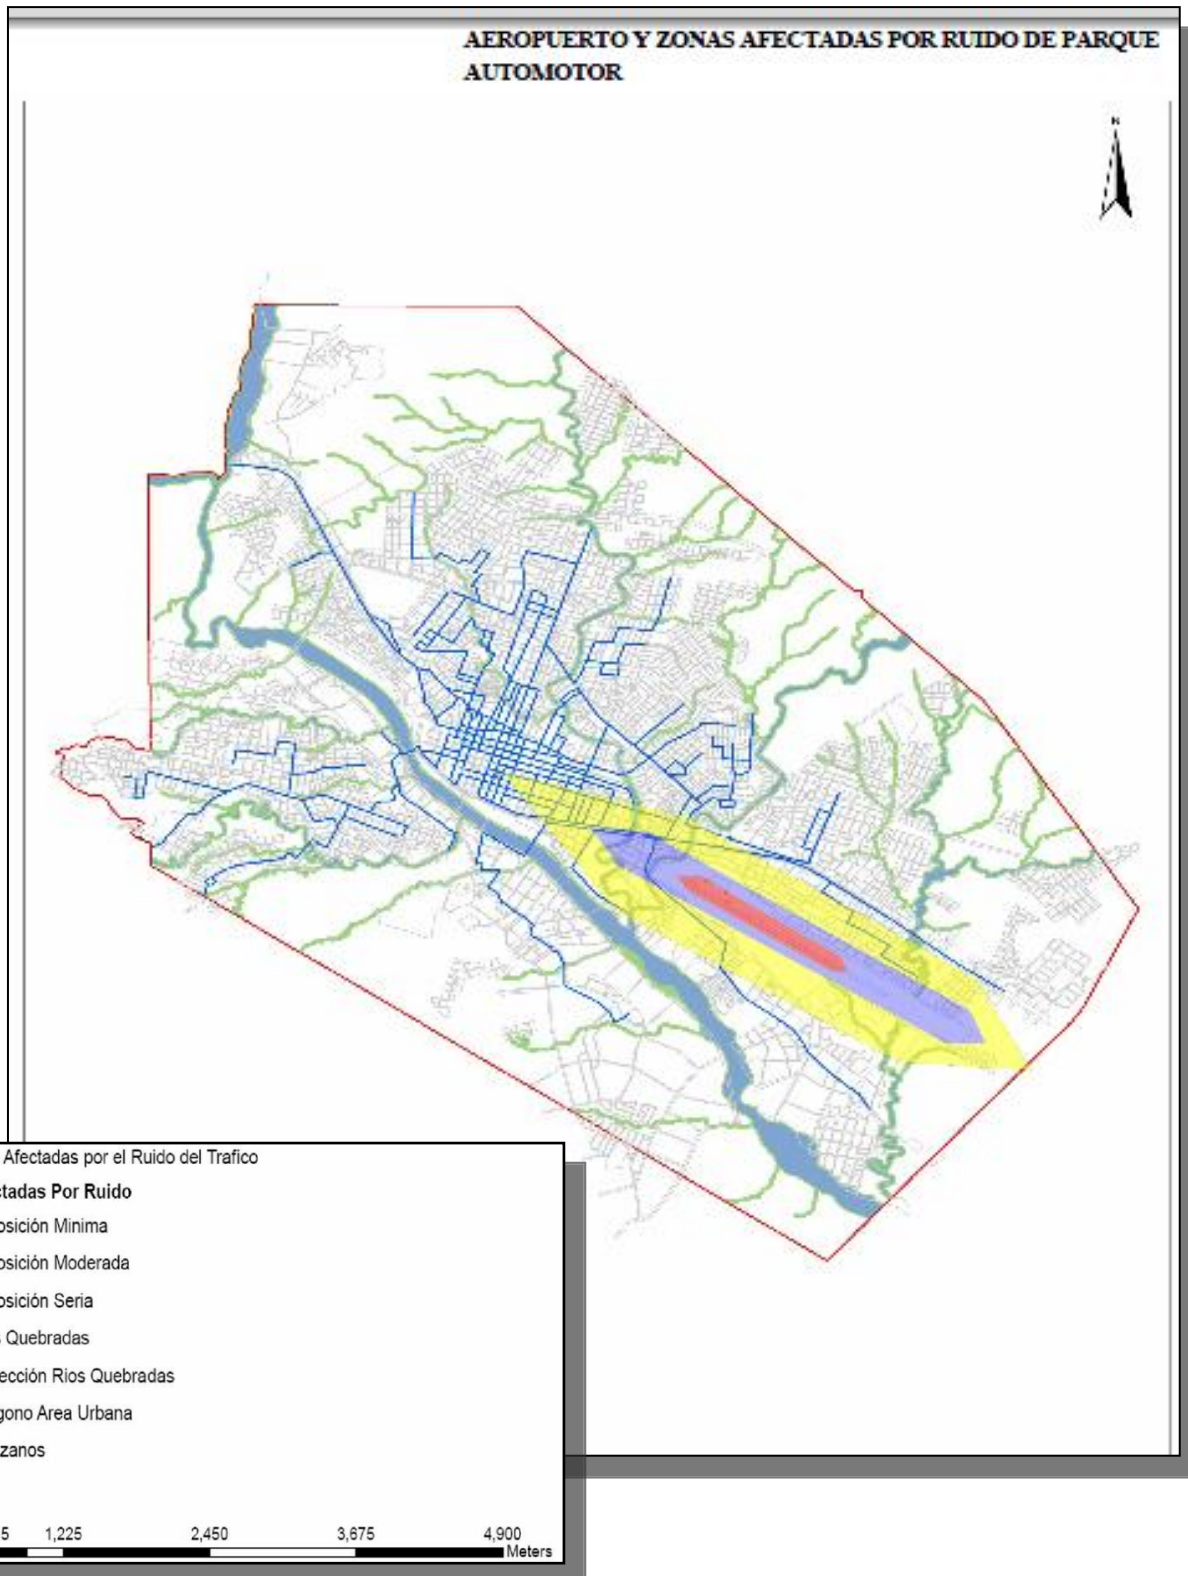 AEROPUERTO Y ZONAS AFECTADAS POR RUIDO DE PARQUE
AUTOMOTOR
N
Afectadas por el Ruido del Trafico
ctadas Por Ruido
osición Minima
osición Moderada
osición Seria
s Quebradas
ección Rios Quebradas
gono Area Urbana
zanos
5 1,225 2,450 3,675 4,900
Meters